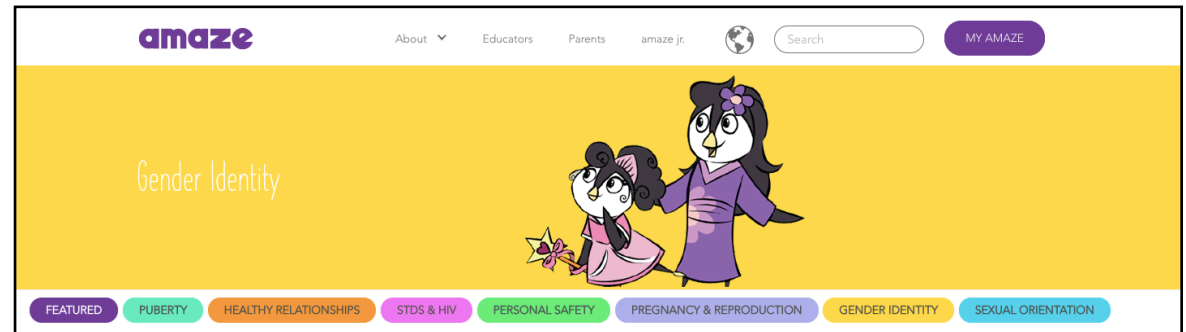 amaze About Educators Parents amaze jr. Search MY AMAZE
Gender Identity
FEATURED PUBERTY HEALTHY RELATIONSHIPS STDS & HIV PERSONAL SAFETY PREGNANCY & REPRODUCTION GENDER IDENTITY SEXUAL ORIENTATION